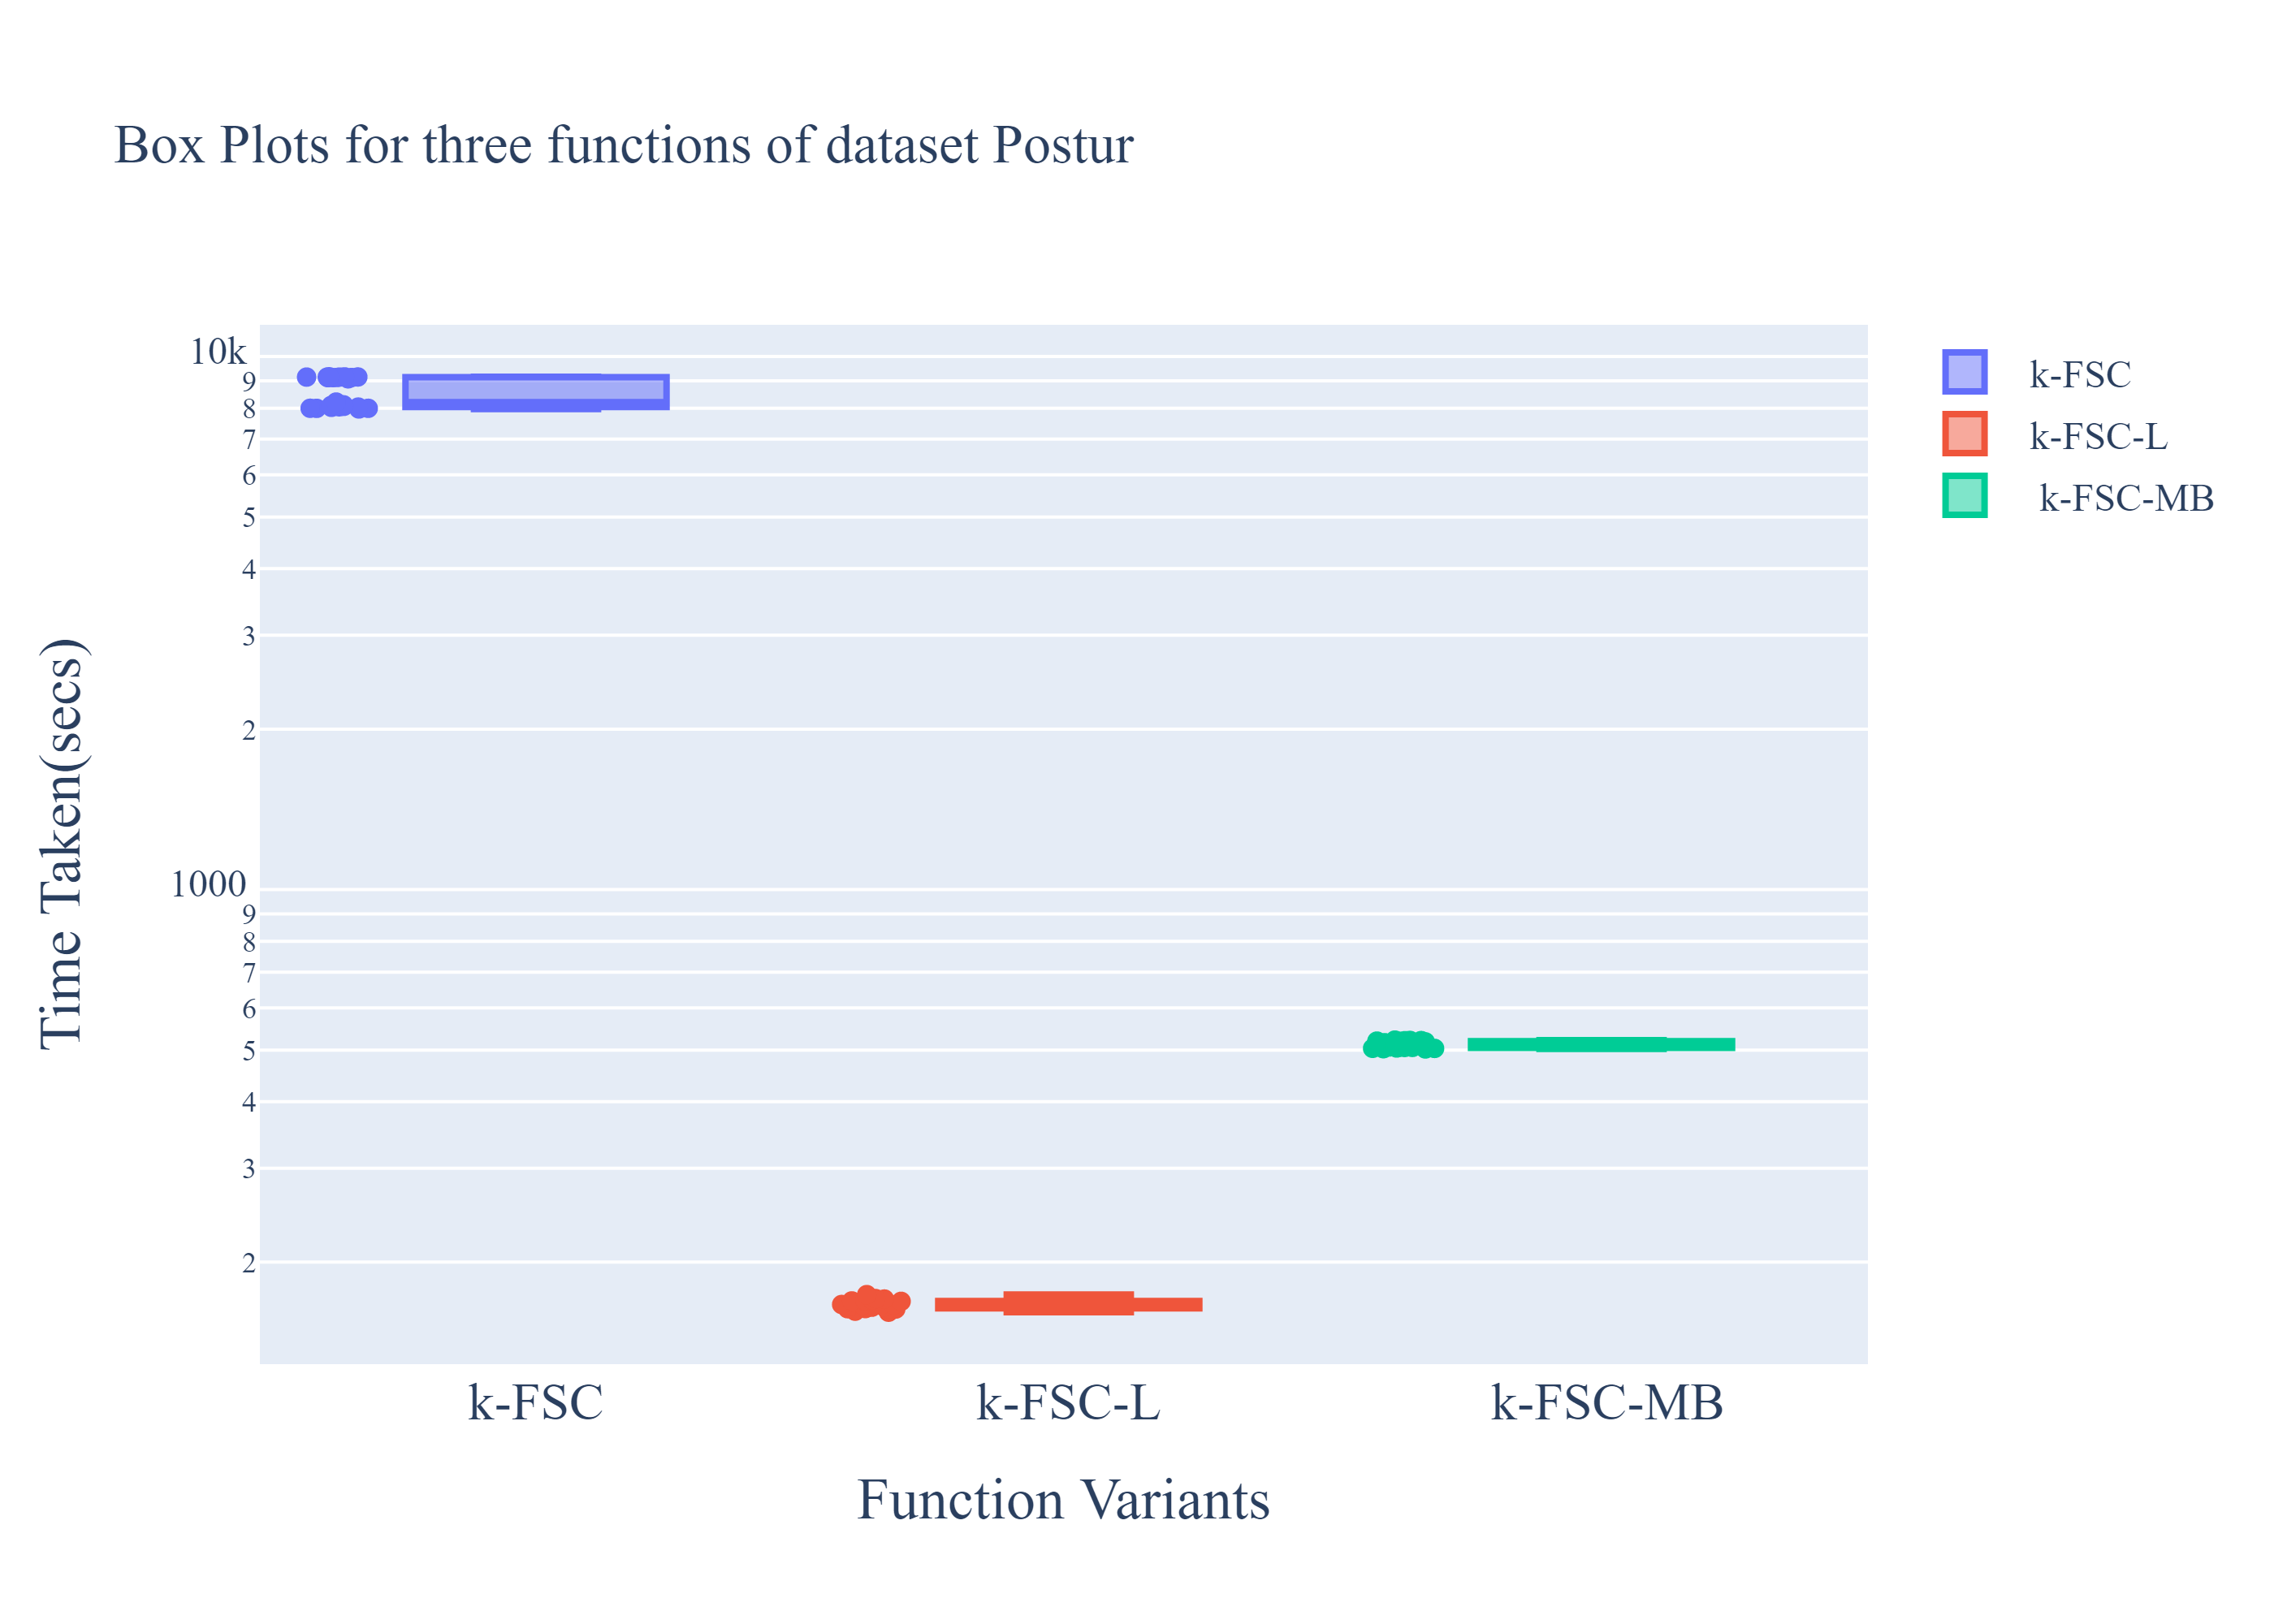 Box Plots for three functions of dataset Postur
10k
9
8
7
6
5
4
3
2
1000
9
8
7
6
5
4
3
2
Time Taken(secs)
k-FSC
k-FSC-L
k-FSC-MB
Function Variants
k-FSC
k-FSC-L
k-FSC-MB